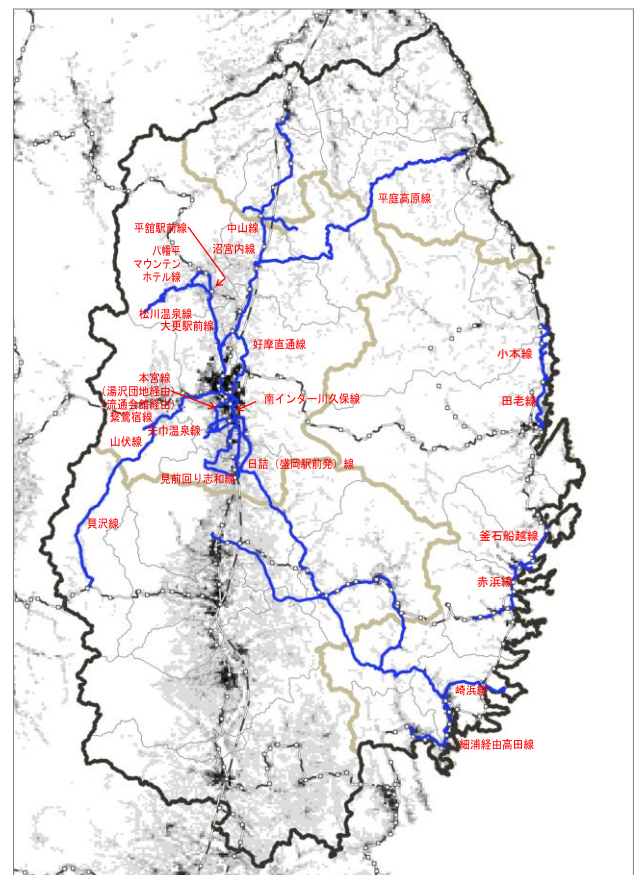 平庭高原線
平舘駅前線
中山線
沼宮内線
八幡平
マウンテン
ホテル線
松川温泉線
大更駅前線
好摩直通線
小本線
本宮線
(湯沢団地経由)
(流通会館経由)
南インター川久保線
田老線
繋鶯宿線
矢巾温泉線
山伏線
日詰（盛岡駅前発）線
見前回り志和線
貝沢線
釜石船越線
赤浜線
崎浜線
細浦経由高田線